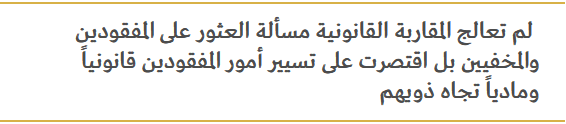 لم تعالج المقاربة القانونية مسألة العثور على المفقودين
والمخفيين بل اقتصرت على تسيير أمور المفقودين قانونياً
ومادياً تجاه ذويهم